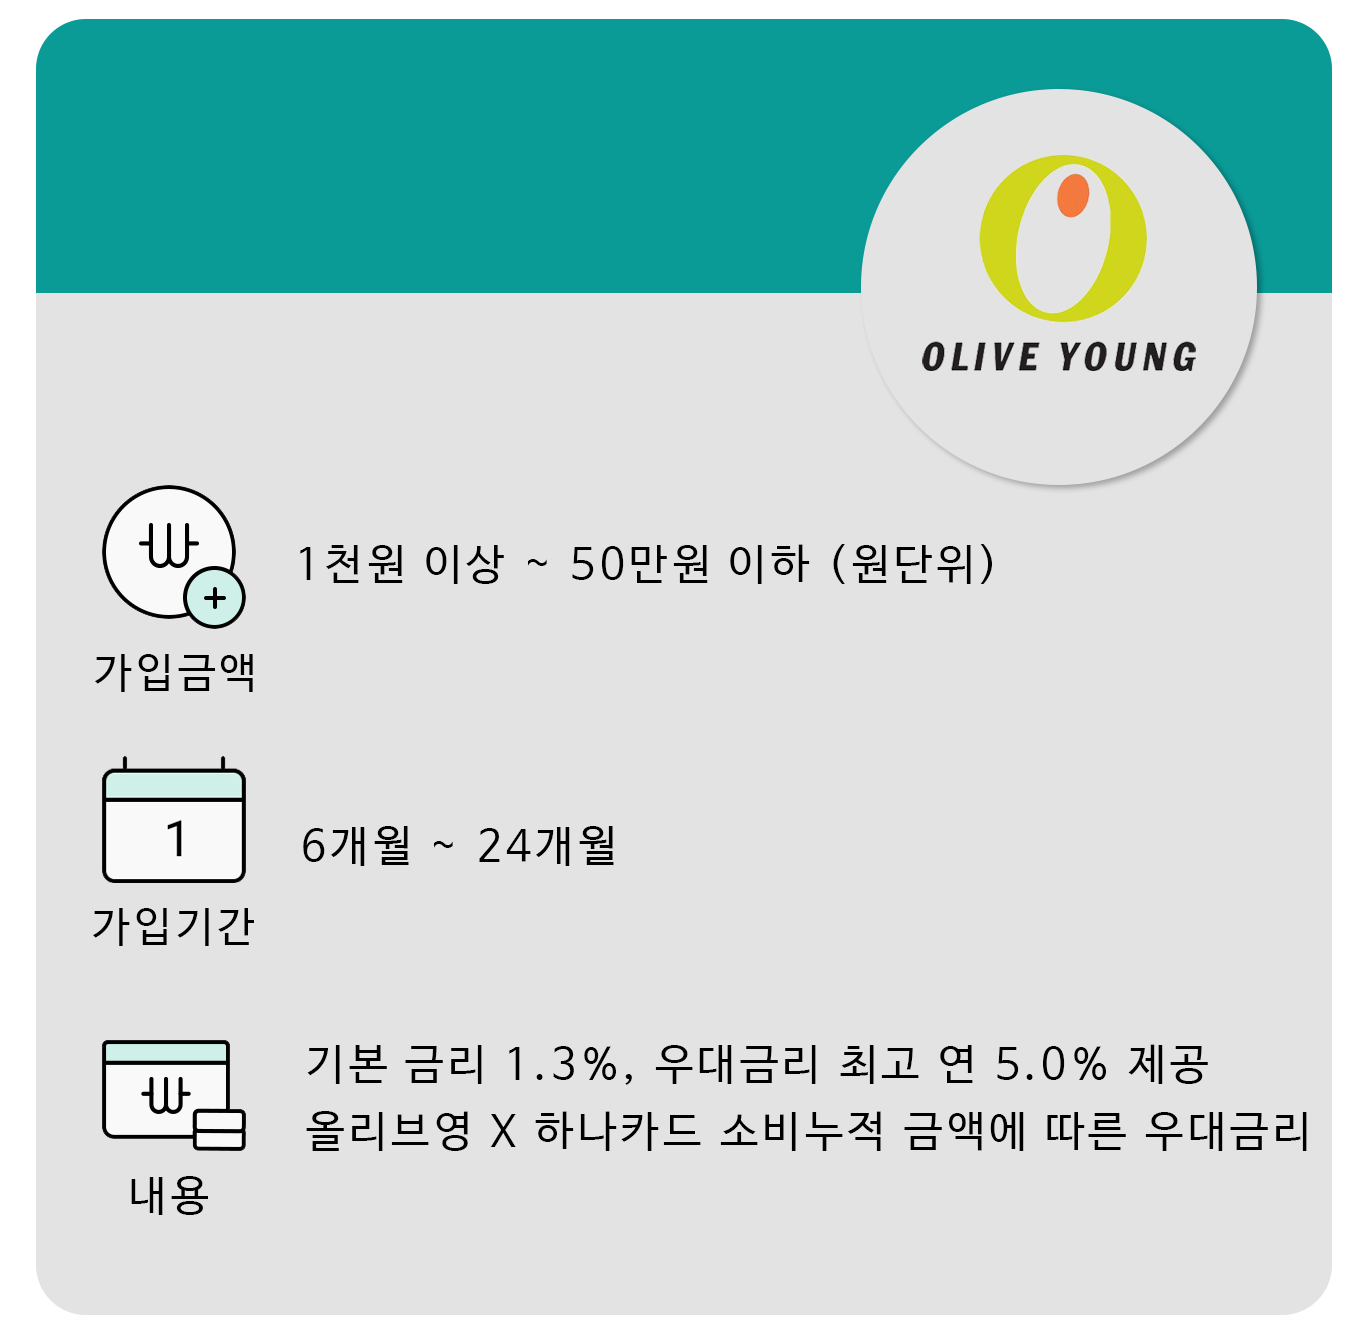 OLIVE YOUNG
1천원 이상 ~ 50만원 이하 (원단위)
가입금액
1
6개월 ~ 24개월
가입기간
기본 금리 1.3%, 우대금리 최고 연 5.0% 제공
올리브영 X 하나카드 소비누적 금액에 따른 우대금리
내용